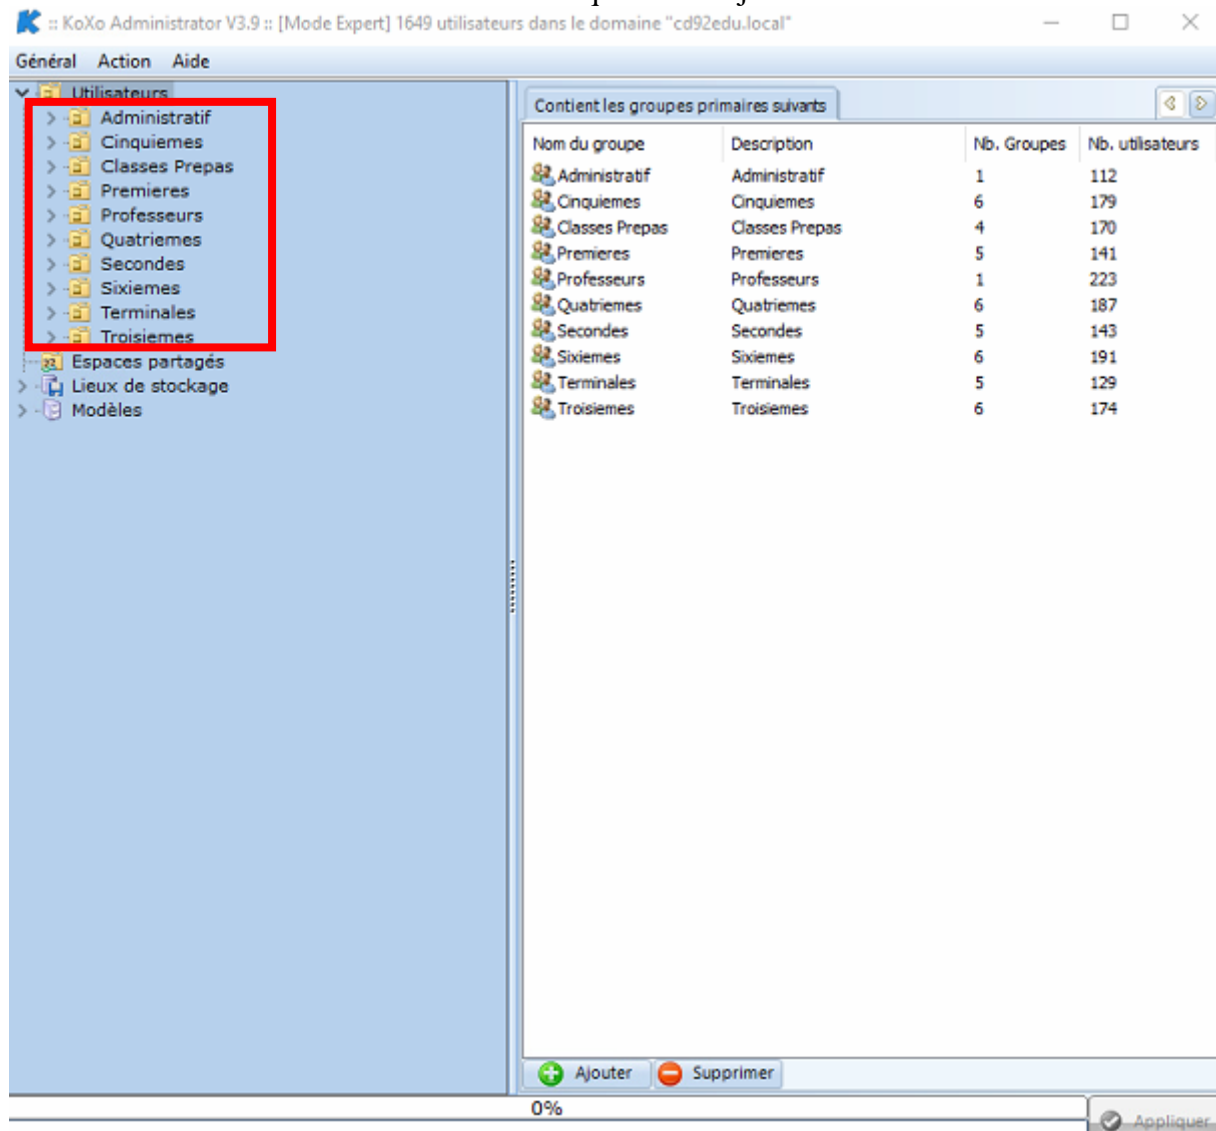 :: KoXo Administrator V3.9 :: [Mode Expert] 1649 utilisateurs dans le domaine "cd92edu.local"
Général Action Aide
Utilisateurs
Administratif
Cinquiemes
Classes Prepas
Premieres
Professeurs
Quatriemes
Secondes
Sixiemes
Terminales
Troisiemes
Espaces partagés
Lieux de stockage
Modèles
Contient les groupes primaires suivants
Nom du groupe Description Nb. Groupes Nb. utilisateurs
Administratif Administratif 1 112
Cinquiemes Cinquiemes 6 179
Classes Prepas Classes Prepas 4 170
Premieres Premieres 5 141
Professeurs Professeurs 1 223
Quatriemes Quatriemes 6 187
Secondes Secondes 5 143
Sixiemes Sixiemes 6 191
Terminales Terminales 5 129
Troisiemes Troisiemes 6 174
Ajouter Supprimer
0%
Appliquer